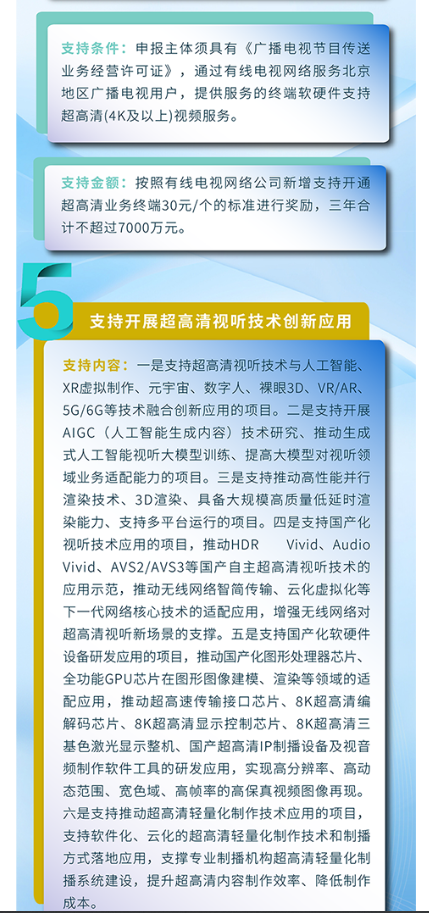 支持条件：申报主体须具有《广播电视节目传送
业务经营许可证》，通过有线电视网络服务北京
地区广播电视用户，提供服务的终端软硬件支持
超高清(4K及以上)视频服务。
支持金额：按照有线电视网络公司新增支持开通
超高清业务终端30元/个的标准进行奖励，三年合
计不超过7000万元。
5
支持开展超高清视听技术创新应用
支持内容：一是支持超高清视听技术与人工智能、
XR虚拟制作、元宇宙、数字人、裸眼3D、VR/AR、
5G/6G等技术融合创新应用的项目。二是支持开展
AIGC（人工智能生成内容）技术研究、推动生成
式人工智能视听大模型训练、提高大模型对视听领
域业务适配能力的项目。三是支持推动高性能并行
渲染技术、3D渲染、具备大规模高质量低延时渲
染能力、支持多平台运行的项目。四是支持国产化
视听技术应用的项目，推动HDR Vivid、Audio
Vivid、AVS2/AVS3等国产自主超高清视听技术的
应用示范，推动无线网络智简传输、云化虚拟化等
下一代网络核心技术的适配应用，增强无线网络对
超高清视听新场景的支撑。五是支持国产化软硬件
设备研发应用的项目，推动国产化图形处理器芯片、
全功能GPU芯片在图形图像建模、渲染等领域的适
配应用，推动超高速传输接口芯片、8K超高清编
解码芯片、8K超高清显示控制芯片、8K超高清三
基色激光显示整机、国产超高清IP制播设备及视音
频制作软件工具的研发应用，实现高分辨率、高动
态范围、宽色域、高帧率的高保真视频图像再现。
六是支持推动超高清轻量化制作技术应用的项目，
支持软件化、云化的超高清轻量化制作技术和制播
方式落地应用，支撑专业制播机构超高清轻量化制
播系统建设，提升超高清内容制作效率、降低制作
成本。